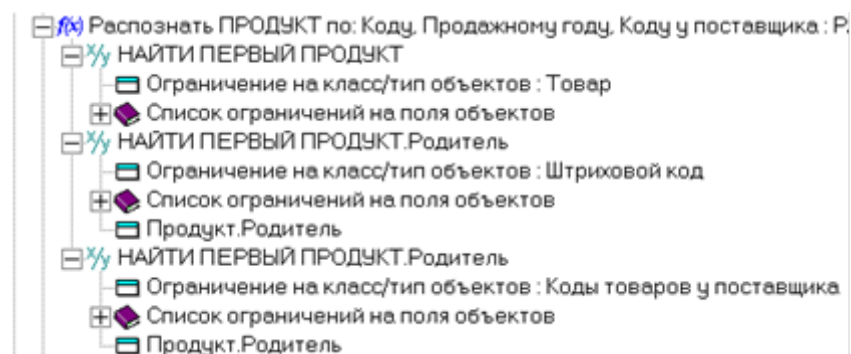 f(x) Распознать ПРОДУКТ по: Коду, Продажному году, Коду у поставщика : Р.
x/y НАЙТИ ПЕРВЫЙ ПРОДУКТ
Ограничение на класс/тип объектов : Товар
Список ограничений на поля объектов
x/y НАЙТИ ПЕРВЫЙ ПРОДУКТ.Родитель
Ограничение на класс/тип объектов : Штриховой код
Список ограничений на поля объектов
Продукт.Родитель
x/y НАЙТИ ПЕРВЫЙ ПРОДУКТ.Родитель
Ограничение на класс/тип объектов : Коды товаров у поставщика
Список ограничений на поля объектов
Продукт.Родитель